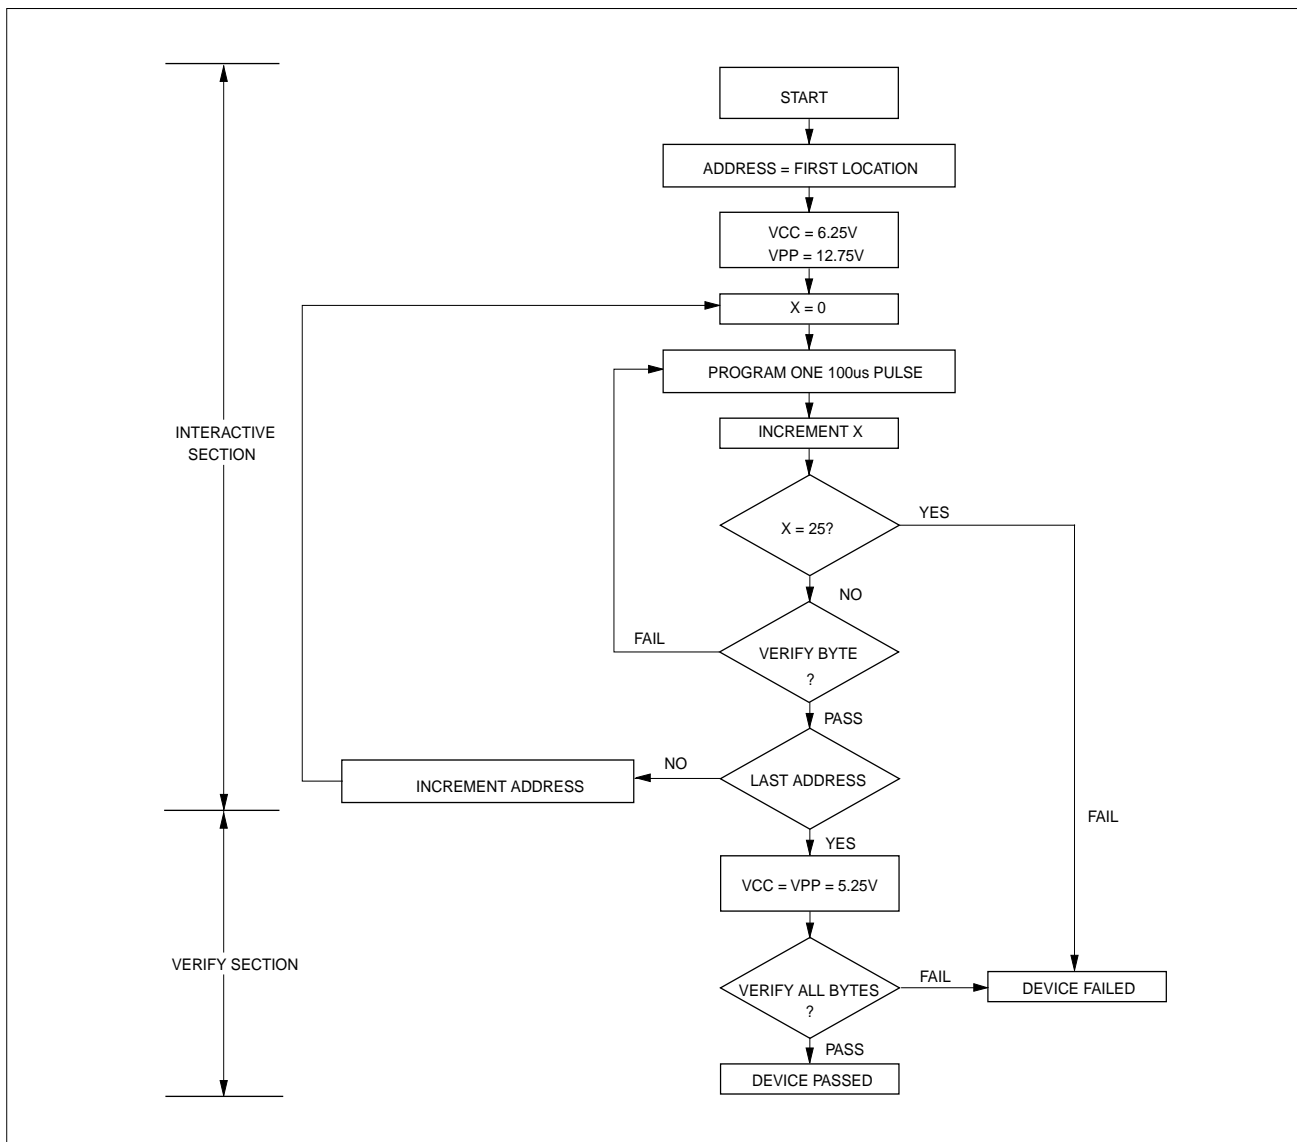 START
ADDRESS = FIRST LOCATION
VCC = 6.25V
VPP = 12.75V
X = 0
PROGRAM ONE 100us PULSE
INCREMENT X
INTERACTIVE
SECTION
X = 25?
YES
NO
FAIL
VERIFY BYTE
?
PASS
NO
LAST ADDRESS
INCREMENT ADDRESS
FAIL
YES
VCC = VPP = 5.25V
VERIFY SECTION
VERIFY ALL BYTES
?
FAIL
DEVICE FAILED
PASS
DEVICE PASSED